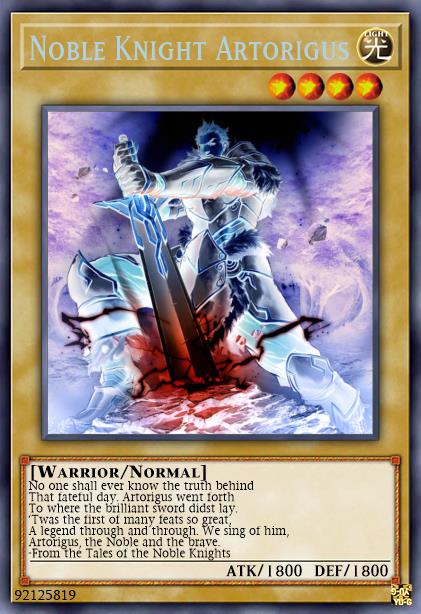 NOBLE KNIGHT ARTORIGUS
LIGHT
光
[WARRIOR/NORMAL]
No one shall ever know the truth behind
That fateful day. Artorigus went forth
To where the brilliant sword didst lay.
'Twas the first of many feats so great,
A legend through and through. We sing of him,
Artorigus, the Noble and the brave.
-From the Tales of the Noble Knights
ATK/1800 DEF/1800
92125819